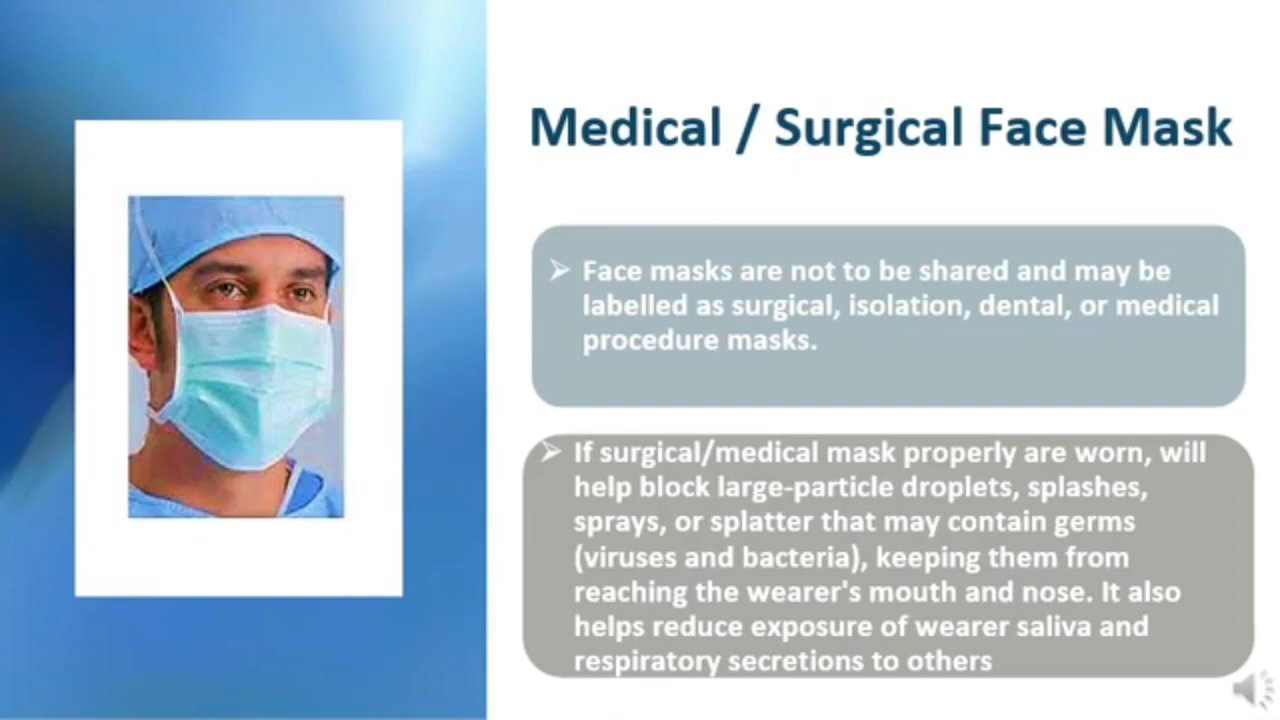 Medical / Surgical Face Mask
➢ Face masks are not to be shared and may be
labelled as surgical, isolation, dental, or medical
procedure masks.
➢ If surgical/medical mask properly are worn, will
help block large-particle droplets, splashes,
sprays, or splatter that may contain germs
(viruses and bacteria), keeping them from
reaching the wearer's mouth and nose. It also
helps reduce exposure of wearer saliva and
respiratory secretions to others